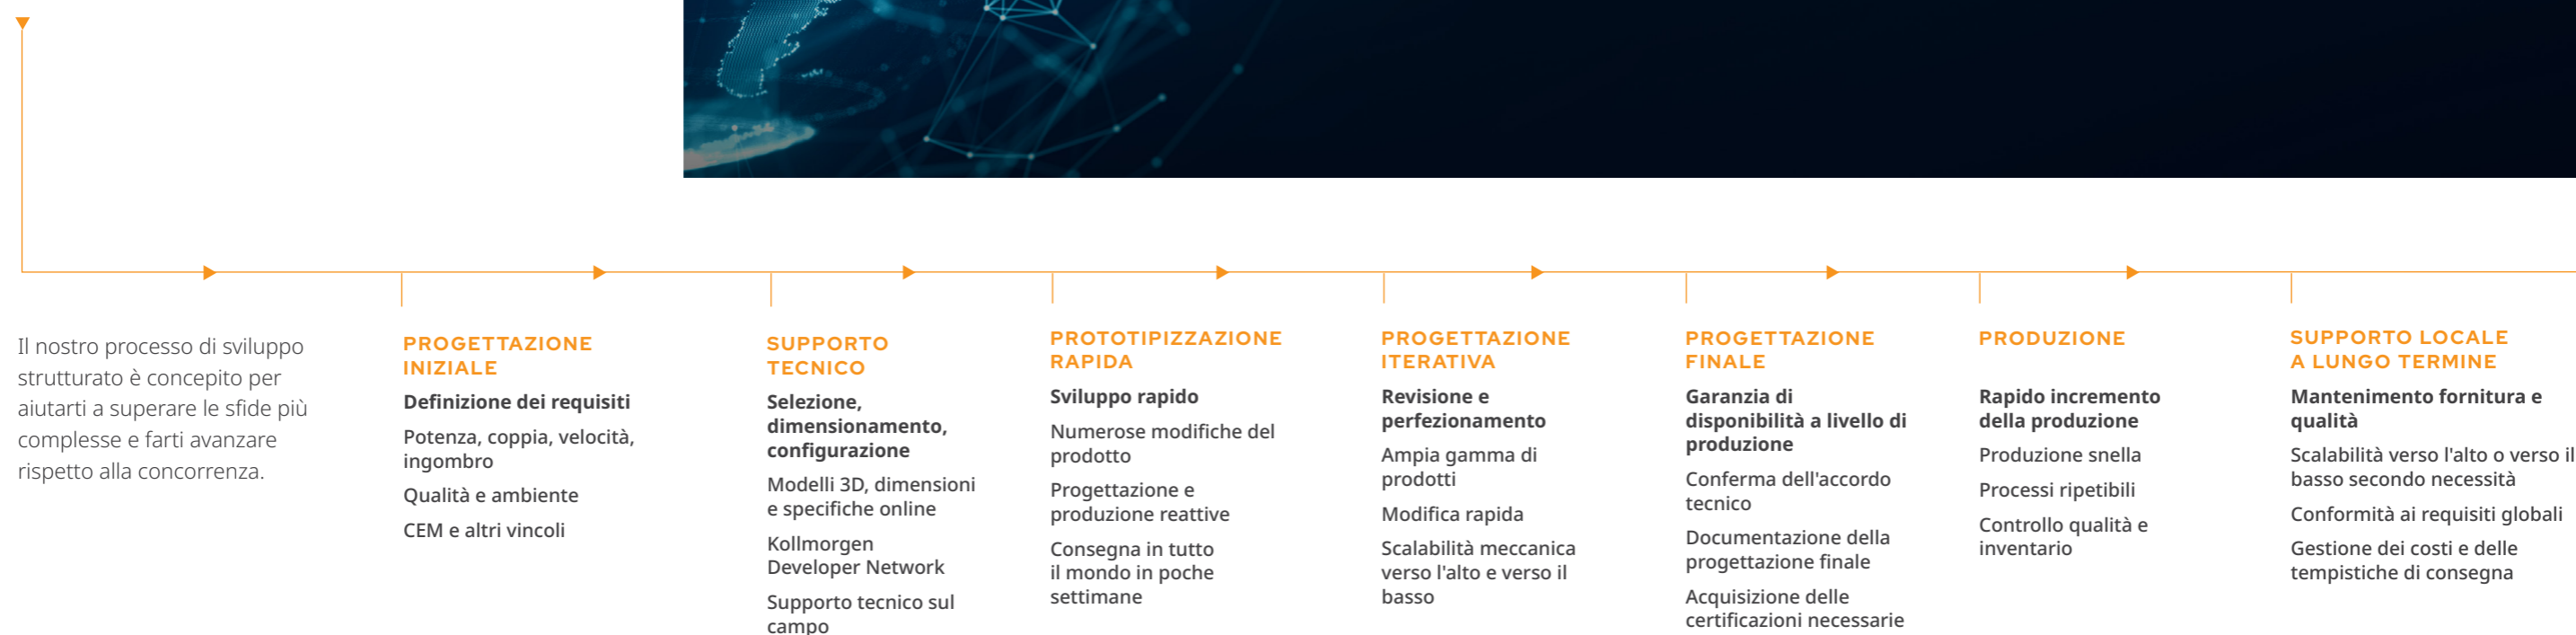 Il nostro processo di sviluppo
strutturato è concepito per
aiutarti a superare le sfide più
complesse e farti avanzare
rispetto alla concorrenza.
PROGETTAZIONE
INIZIALE
Definizione dei requisiti
Potenza, coppia, velocità,
ingombro
Qualità e ambiente
CEM e altri vincoli
SUPPORTO
TECNICO
Selezione,
dimensionamento,
configurazione
Modelli 3D, dimensioni
e specifiche online
Kollmorgen
Developer Network
Supporto tecnico sul
campo
PROTOTIPIZZAZIONE
RAPIDA
Sviluppo rapido
Numerose modifiche del
prodotto
Progettazione e
produzione reattive
Consegna in tutto
il mondo in poche
settimane
PROGETTAZIONE
ITERATIVA
Revisione e
perfezionamento
Ampia gamma di
prodotti
Modifica rapida
Scalabilità meccanica
verso l'alto e verso il
basso
PROGETTAZIONE
FINALE
Garanzia di
disponibilità a livello di
produzione
Conferma dell'accordo
tecnico
Documentazione della
progettazione finale
Acquisizione delle
certificazioni necessarie
PRODUZIONE
Rapido incremento
della produzione
Produzione snella
Processi ripetibili
Controllo qualità e
inventario
SUPPORTO LOCALE
A LUNGO TERMINE
Mantenimento fornitura e
qualità
Scalabilità verso l'alto o verso il
basso secondo necessità
Conformità ai requisiti globali
Gestione dei costi e delle
tempistiche di consegna